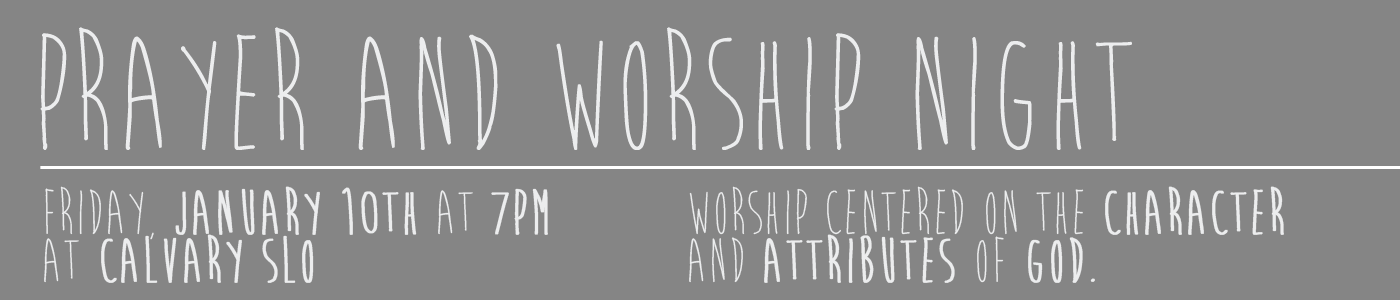 PRAYER AND WORSHIP NIGHT
FRIDAY, JANUARY 10TH AT 7PM
AT CALVARY SLO
WORSHIP CENTERED ON THE CHARACTER
AND ATTRIBUTES OF GOD.